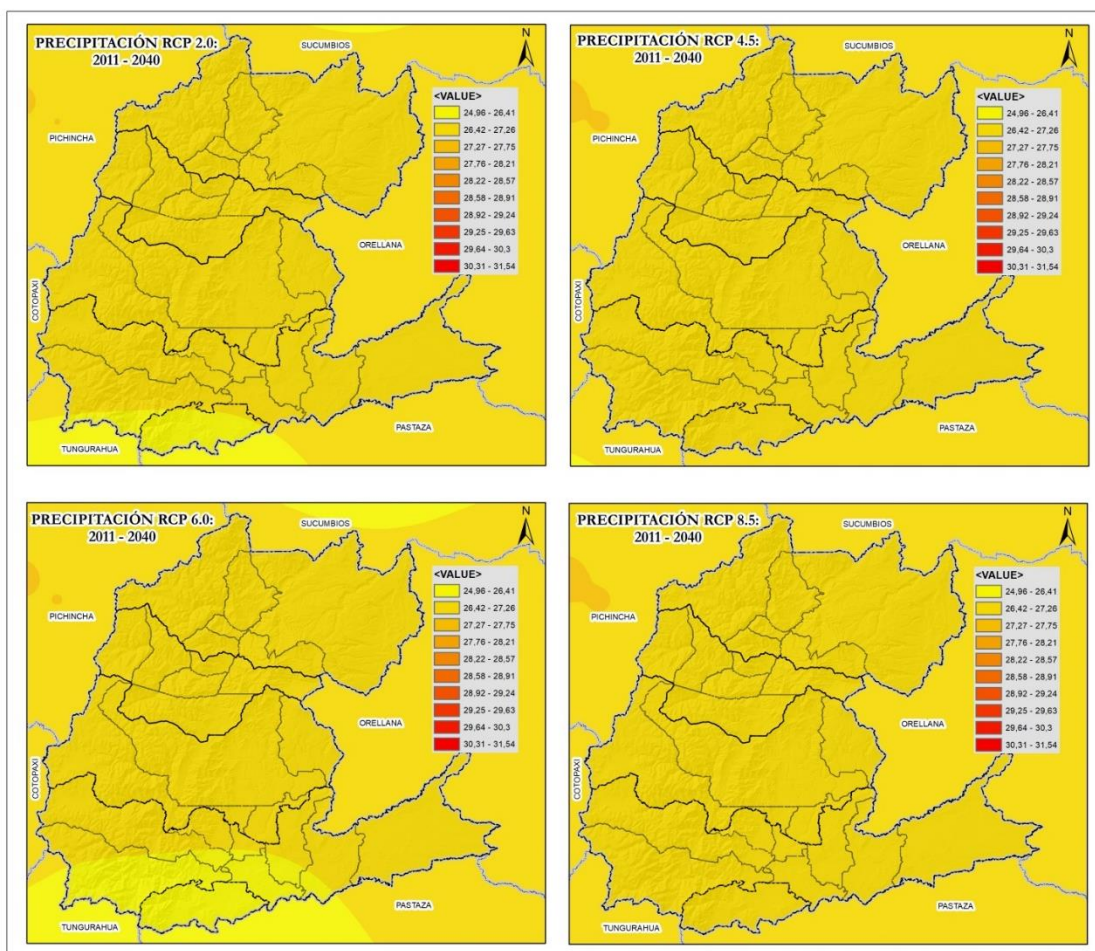 PRECIPITACIÓN RCP 2.0:
2011 - 2040
SUCUMBIOS
N
<VALUE>
24,96 - 26,41
26,42 - 27,26
27,27 - 27,75
27,76 - 28,21
28,22 - 28,57
28,58 - 28,91
28,92 - 29,24
29,25 - 29,63
29,64 - 30,3
30,31 - 31,54
PICHINCHA
ORELLANA
COTOPAXI
PASTAZA
TUNGURAHUA
PRECIPITACIÓN RCP 4.5:
2011 - 2040
SUCUMBIOS
N
<VALUE>
24,96 - 26,41
26,42 - 27,26
27,27 - 27,75
27,76 - 28,21
28,22 - 28,57
28,58 - 28,91
28,92 - 29,24
29,25 - 29,63
29,64 - 30,3
30,31 - 31,54
PICHINCHA
ORELLANA
COTOPAXI
PASTAZA
TUNGURAHUA
PRECIPITACIÓN RCP 6.0:
2011 - 2040
SUCUMBIOS
N
<VALUE>
24,96 - 26,41
26,42 - 27,26
27,27 - 27,75
27,76 - 28,21
28,22 - 28,57
28,58 - 28,91
28,92 - 29,24
29,25 - 29,63
29,64 - 30,3
30,31 - 31,54
PICHINCHA
ORELLANA
COTOPAXI
PASTAZA
TUNGURAHUA
PRECIPITACIÓN RCP 8.5:
2011 - 2040
SUCUMBIOS
N
<VALUE>
24,96 - 26,41
26,42 - 27,26
27,27 - 27,75
27,76 - 28,21
28,22 - 28,57
28,58 - 28,91
28,92 - 29,24
29,25 - 29,63
29,64 - 30,3
30,31 - 31,54
PICHINCHA
ORELLANA
COTOPAXI
PASTAZA
TUNGURAHUA